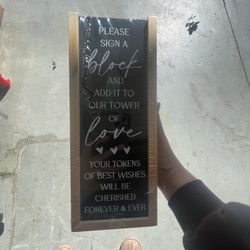 PLEASE
SIGN A
block
AND
ADD IT TO
OUR TOWER
OF
love
YOUR TOKENS
OF BEST WISHES
WILL BE
CHERISHED
FOREVER & EVER